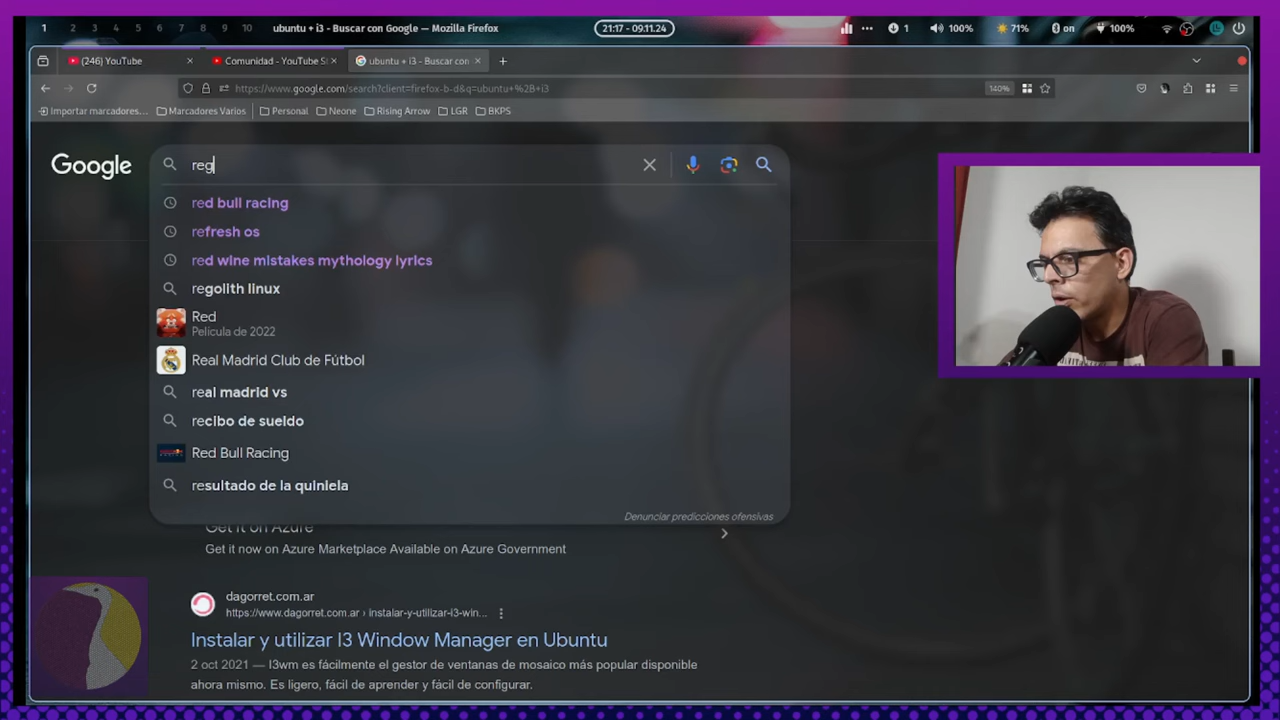 1 2 3 4 5 6 7 8 9 10
ubuntu + i3 - Buscar con Google — Mozilla Firefox
21:17 - 09.11.24
1 100% 71% on 100%
(246) YouTube
Comunidad - YouTube S
ubuntu + i3 - Buscar con
https://www.google.com/search?client=firefox-b-d&q=ubuntu+%2B+i3
140%
Importar marcadores...
Marcadores Varios
Personal
Neone
Rising Arrow
LGR
BKPS
Google
reg
red bull racing
refresh os
red wine mistakes mythology lyrics
regolith linux
Red
Película de 2022
Real Madrid Club de Fútbol
real madrid vs
recibo de sueldo
Red Bull Racing
resultado de la quiniela
Denunciar predicciones ofensivas
Get it on Azure
Get it now on Azure Marketplace Available on Azure Government
dagorret.com.ar
https://www.dagorret.com.ar › instalar-y-utilizar-i3-win...
Instalar y utilizar I3 Window Manager en Ubuntu
2 oct 2021 — I3wm es fácilmente el gestor de ventanas de mosaico más popular disponible
ahora mismo. Es ligero, fácil de aprender y fácil de configurar.